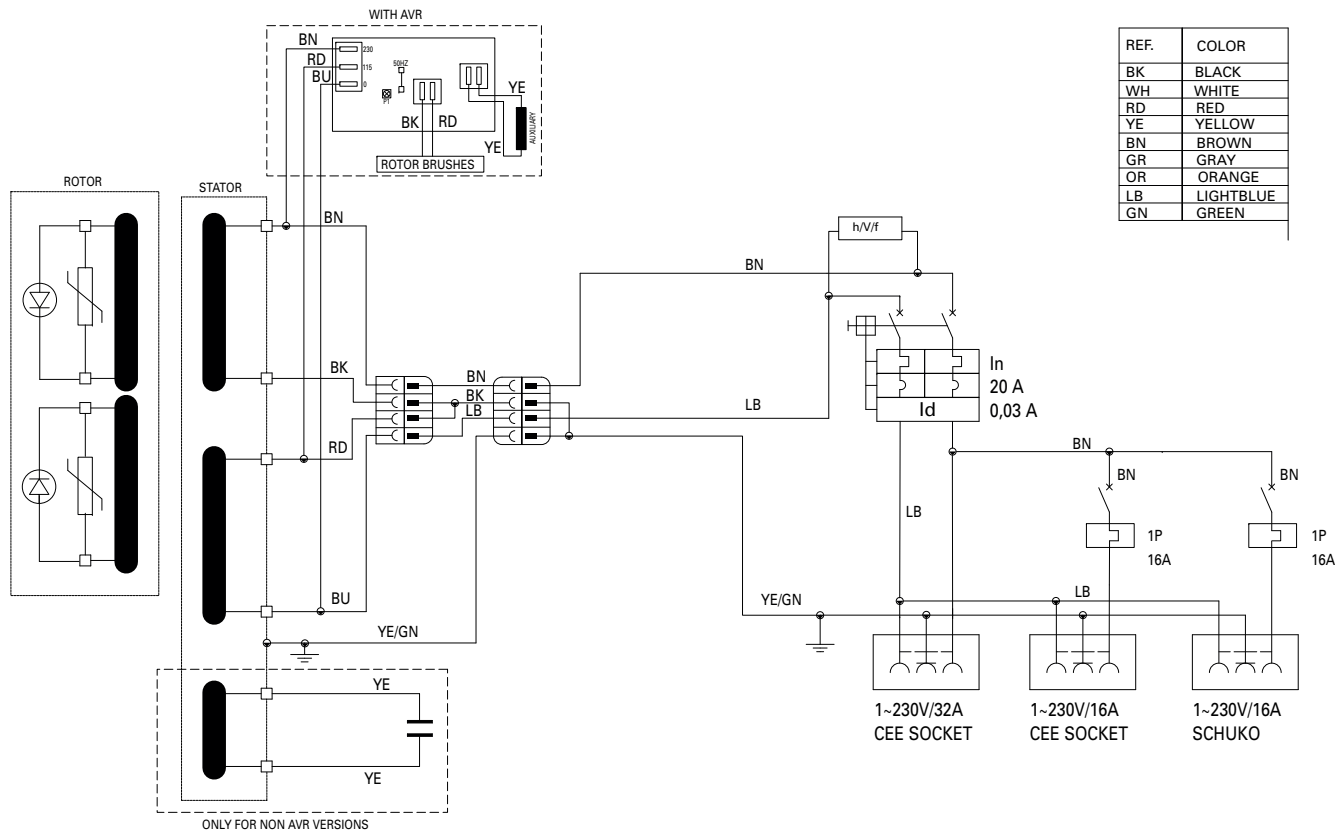 WITH AVR
BN
RD
BU
230
115
0
50HZ
P1
BK
RD
YE
YE
AUXILIARY
ROTOR BRUSHES
REF. COLOR
BK BLACK
WH WHITE
RD RED
YE YELLOW
BN BROWN
GR GRAY
OR ORANGE
LB LIGHTBLUE
GN GREEN
ROTOR
STATOR
BN
BK
RD
BU
YE/GN
YE
YE
ONLY FOR NON AVR VERSIONS
BN
BK
LB
BN
LB
h/V/f
In
20 A
Id
0,03 A
LB
BN
BN
1P
16A
BN
1P
16A
LB
YE/GN
1~230V/32A
CEE SOCKET
1~230V/16A
CEE SOCKET
1~230V/16A
SCHUKO